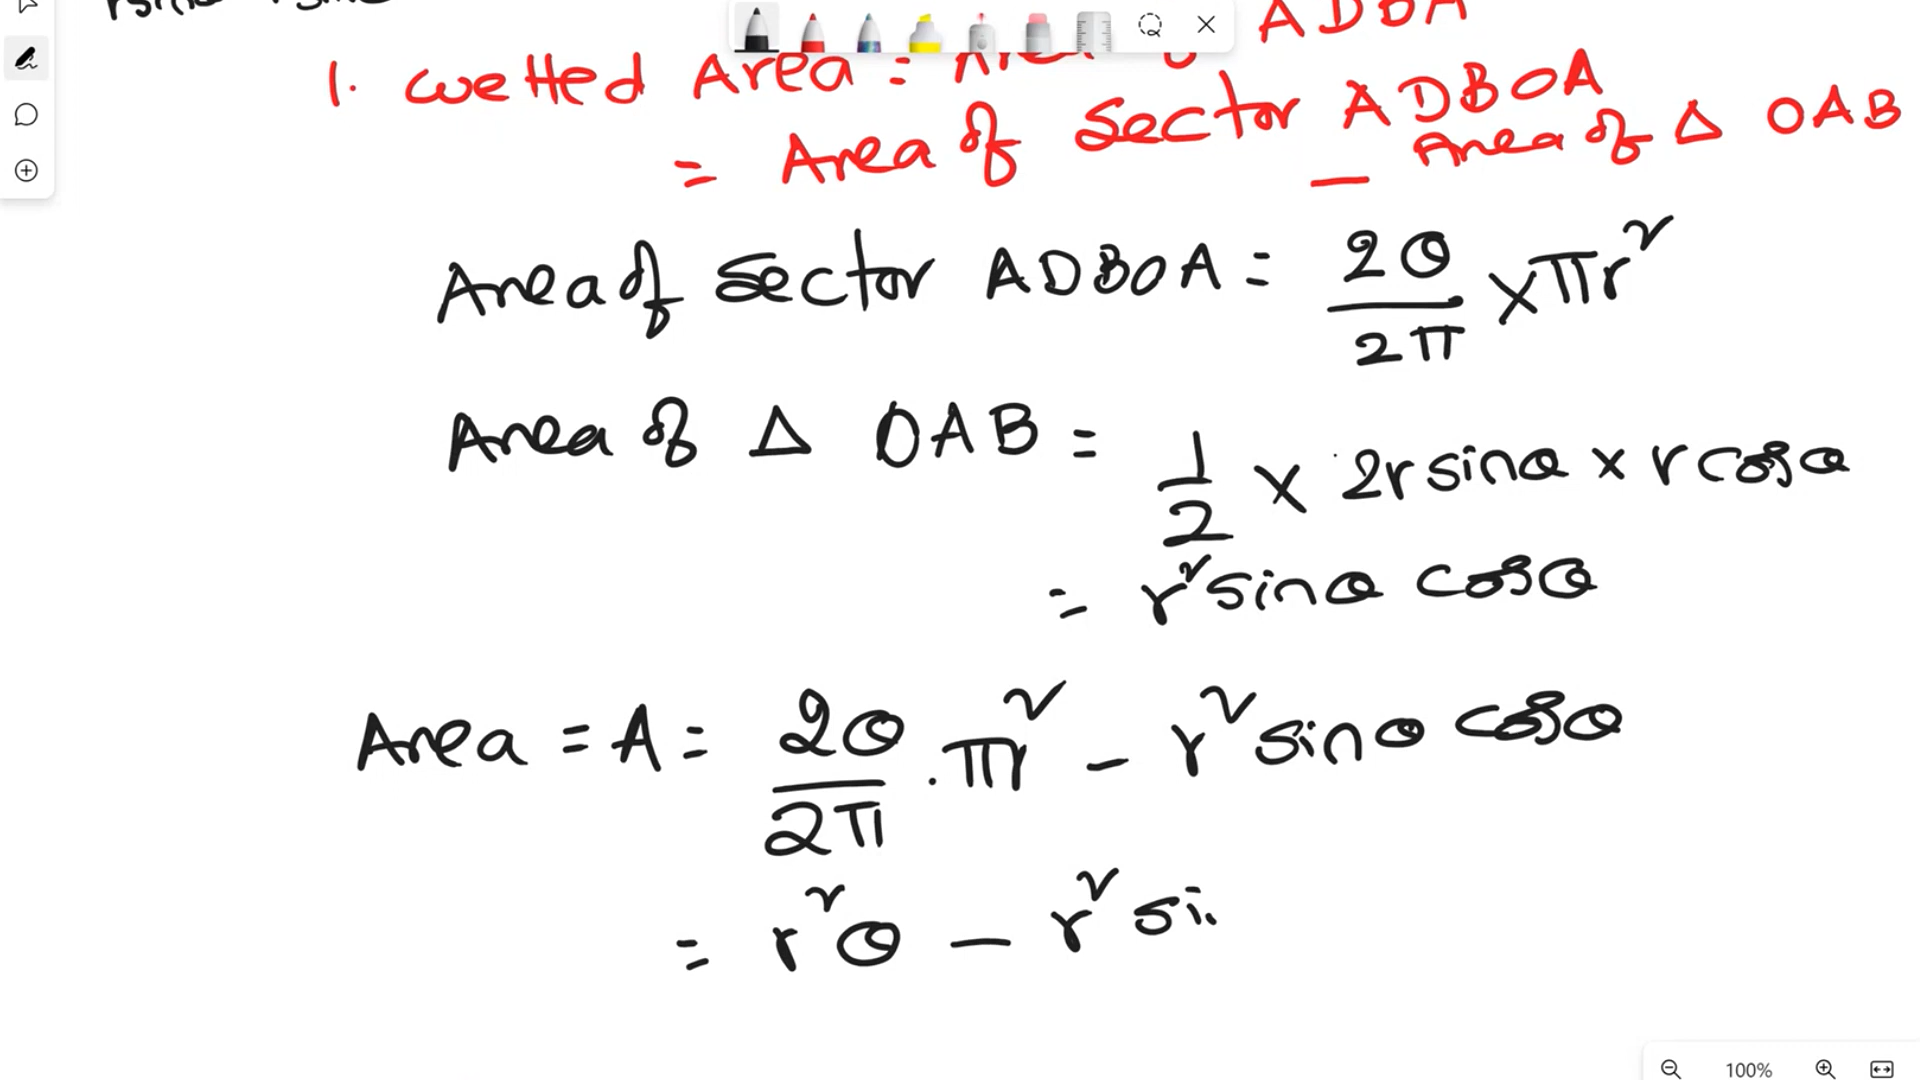 1. wetted Area = Area of ADBA
= Area of sector ADBOA
— Area of Δ OAB
Area of sector ADBOA = 2θ/2π × πr²
Area of Δ OAB = 1/2 × 2r sinθ × r cosθ
= r² sinθ cosθ
Area = A = 2θ/2π . πr² - r² sinθ cosθ
= r²θ - r² si
100%